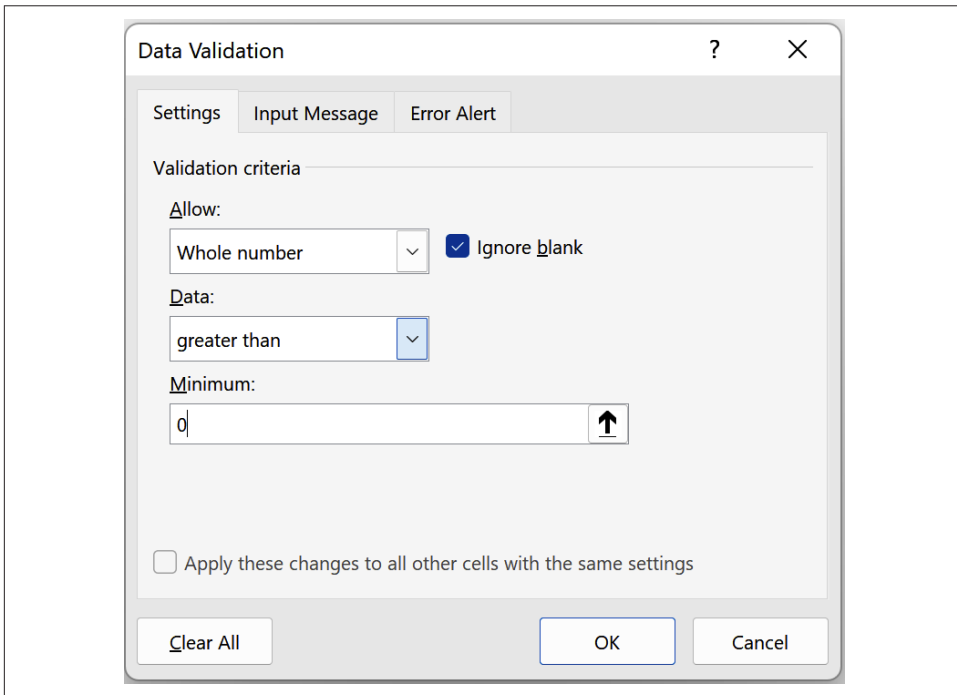 Data Validation ?
Settings Input Message Error Alert
Validation criteria
Allow:
Whole number Ignore blank
Data:
greater than
Minimum:
0
Apply these changes to all other cells with the same settings
Clear All OK Cancel